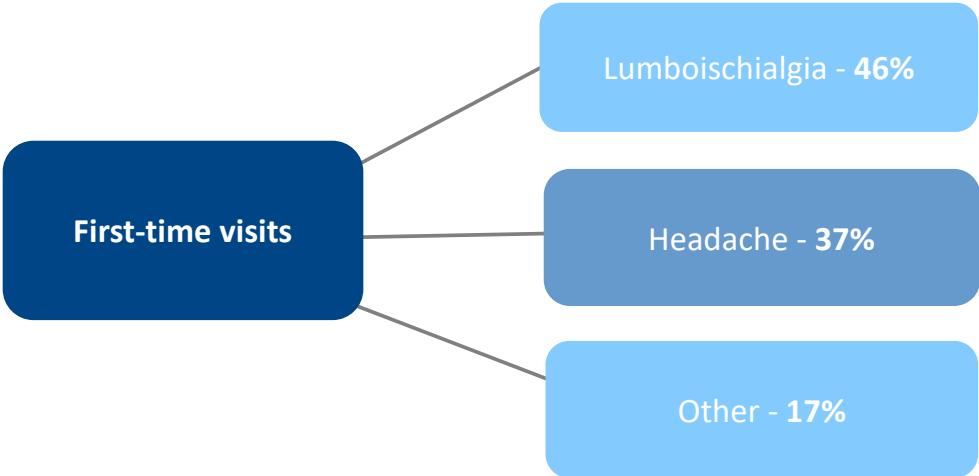 Lumboischialgia - 46%
First-time visits
Headache - 37%
Other - 17%